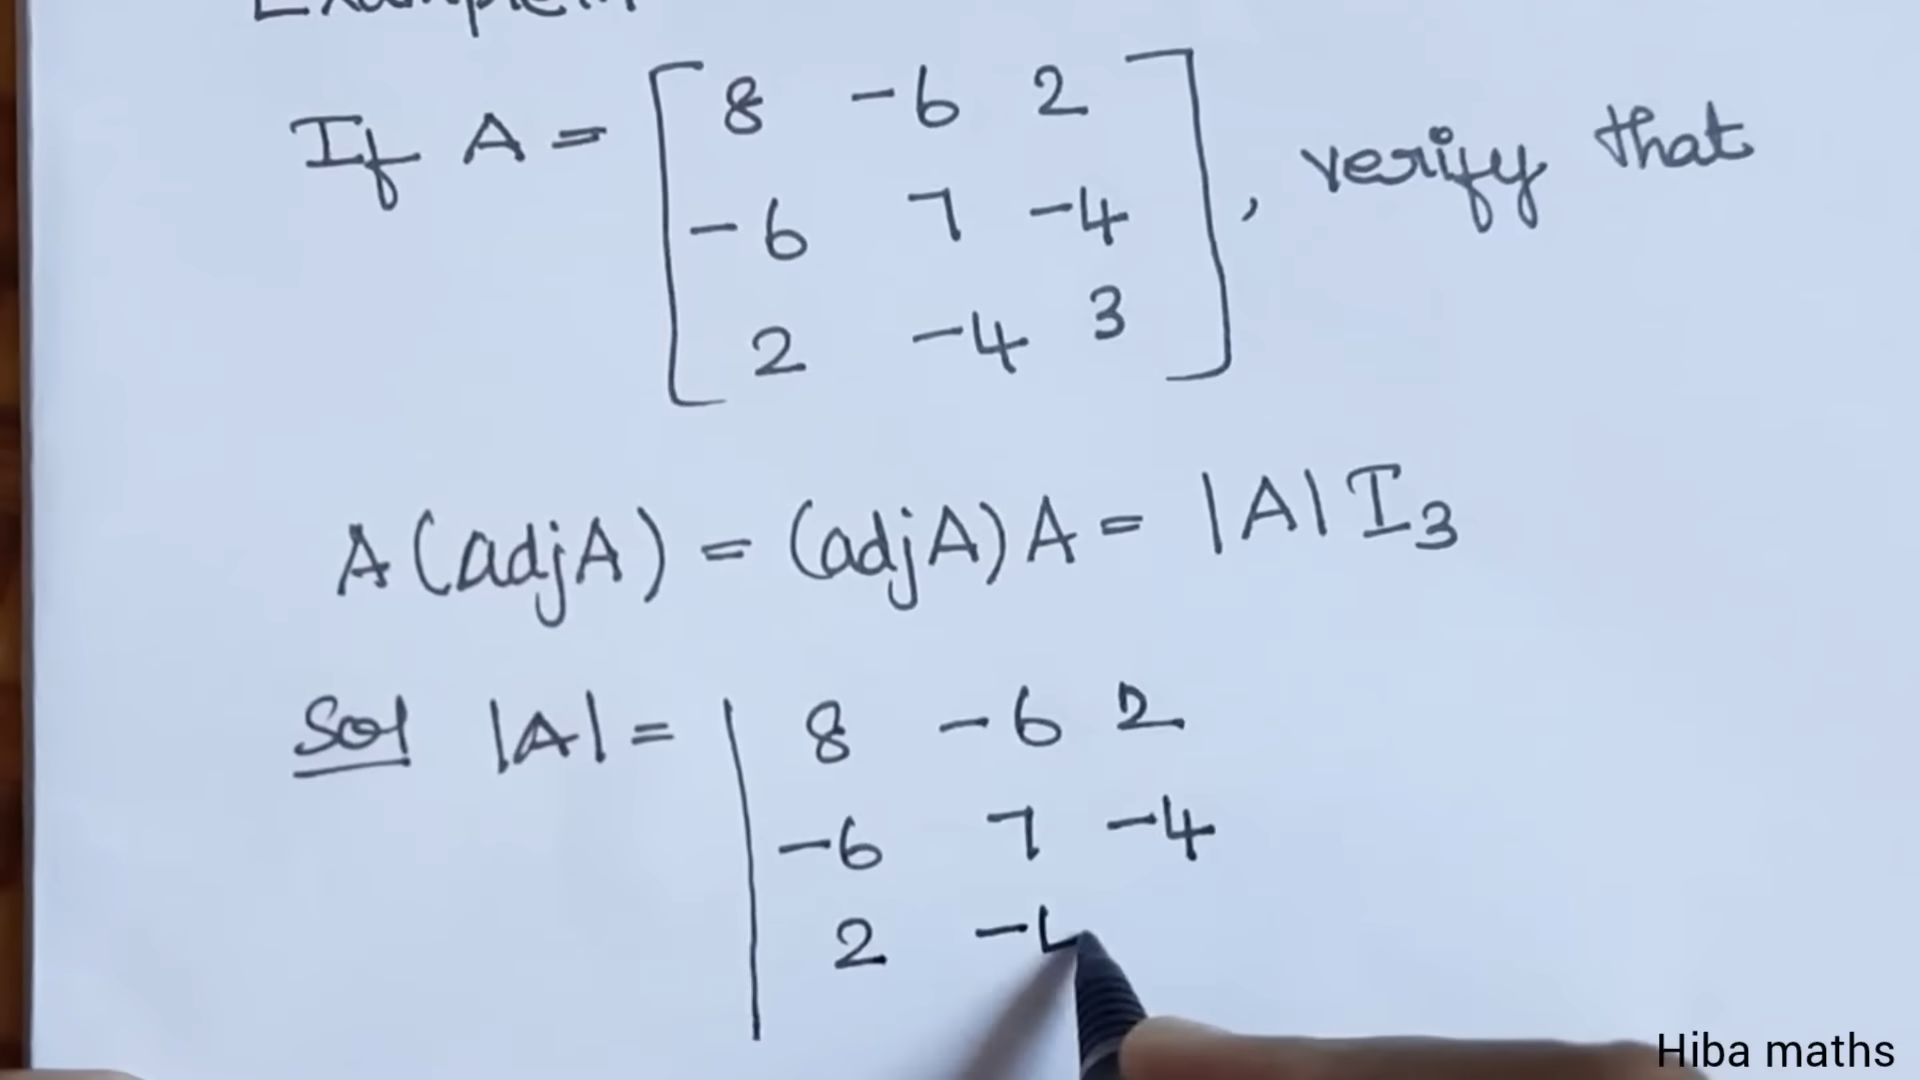 Example:
If A = [ 8 -6 2
-6 7 -4
2 -4 3 ] , verify that
A (adjA) = (adjA) A = |A| I₃
Sol |A| = | 8 -6 2
-6 7 -4
2 -4
Hiba maths